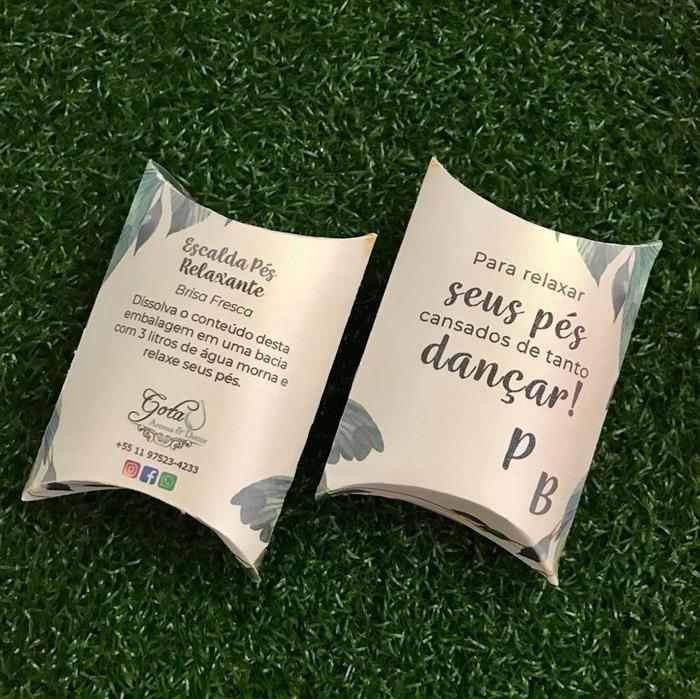 Escalda Pés
Relaxante
Brisa Fresca
Dissolva o conteúdo desta
embalagem em uma bacia
com 3 litros de água morna e
relaxe seus pés.
Gota
+55 11 97523-4233
Para relaxar
seus pés
cansados de tanto
dançar!
P
B